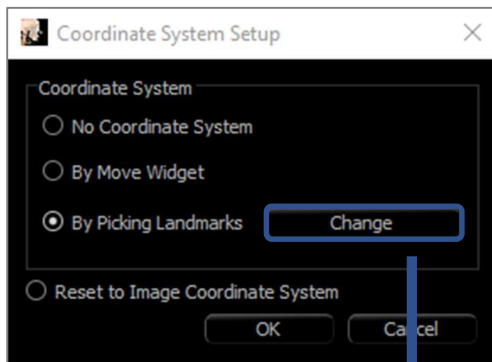 Coordinate System Setup
Coordinate System
No Coordinate System
By Move Widget
By Picking Landmarks
Change
Reset to Image Coordinate System
OK
Cancel